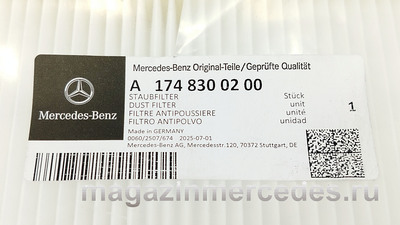 Mercedes-Benz Original-Teile/Geprüfte Qualität
A 174 830 02 00
STAUBFILTER Stück
DUST FILTER unit
FILTRE ANTIPOUSSIERE unité
FILTRO ANTIPOLVO unidad
1
Mercedes-Benz
Made in GERMANY
0060/2507/674 2025-07-01
Mercedes-Benz AG, Mercedesstr.120, 70372 Stuttgart, DE
magazinmercedes.ru